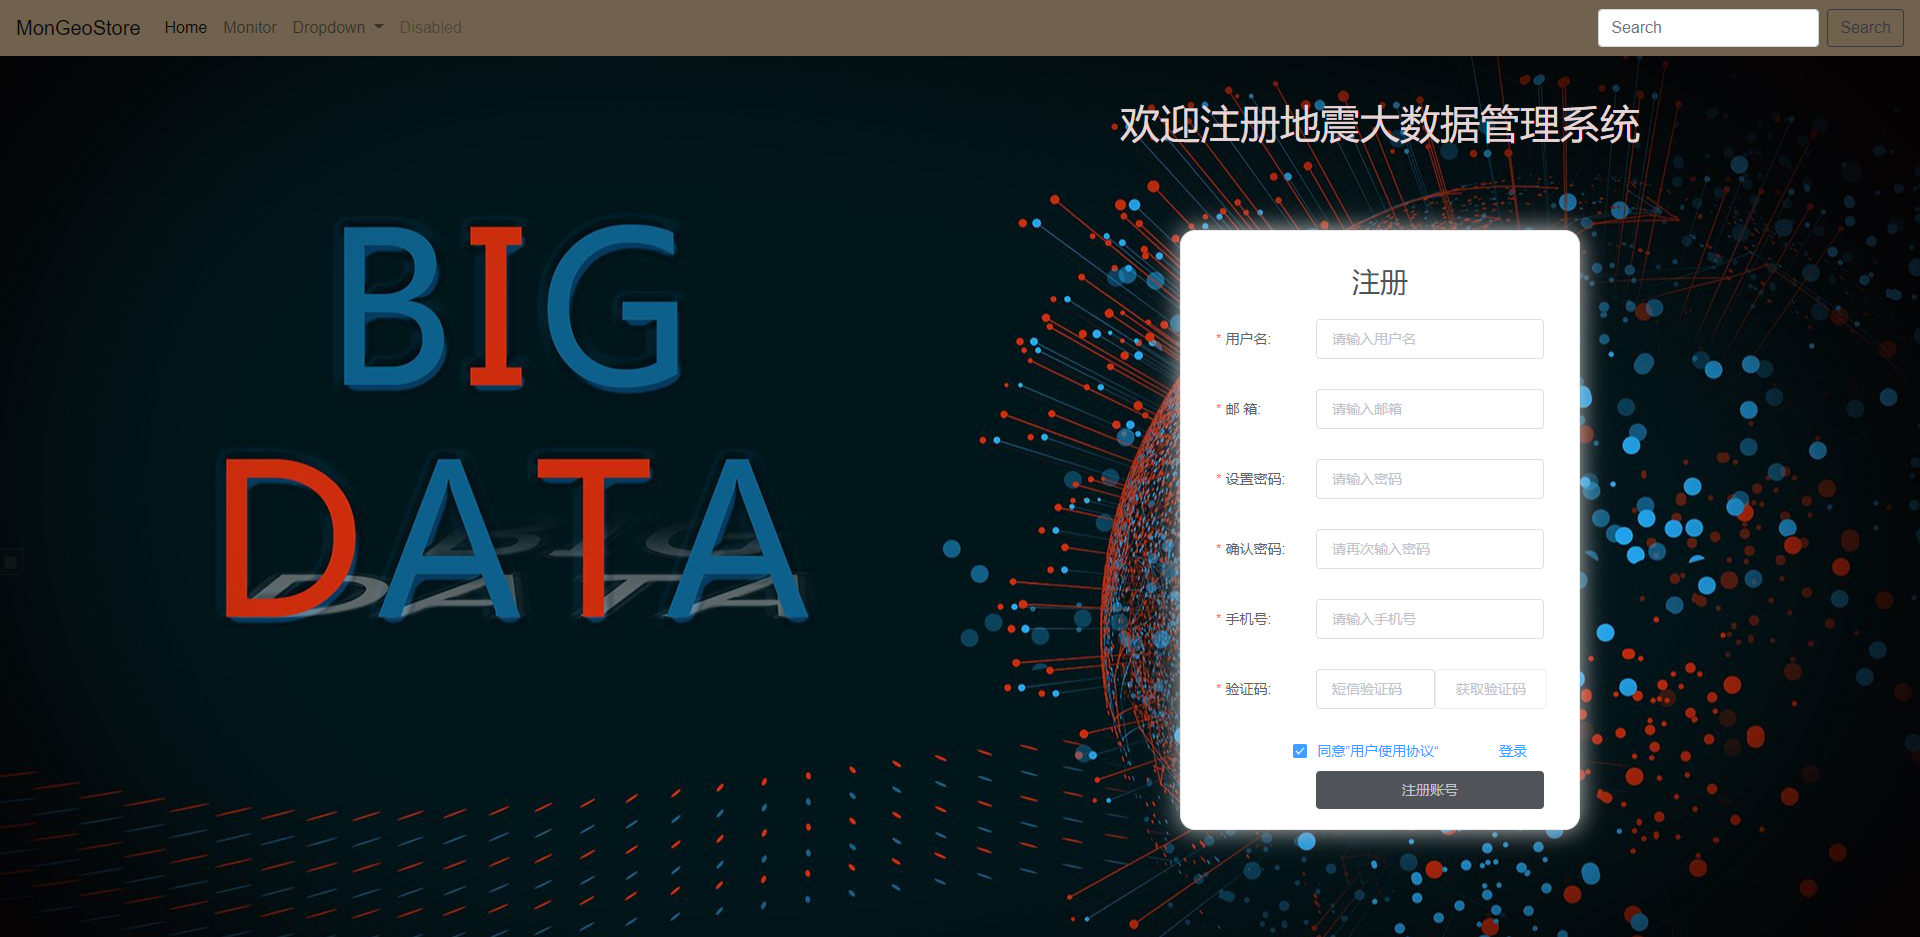 MonGeoStore Home Monitor Dropdown Disabled Search Search
欢迎注册地震大数据管理系统
BIG
DATA
注册
* 用户名: 请输入用户名
* 邮 箱: 请输入邮箱
* 设置密码: 请输入密码
* 确认密码: 请再次输入密码
* 手机号: 请输入手机号
* 验证码: 短信验证码 获取验证码
同意”用户使用协议“ 登录
注册账号